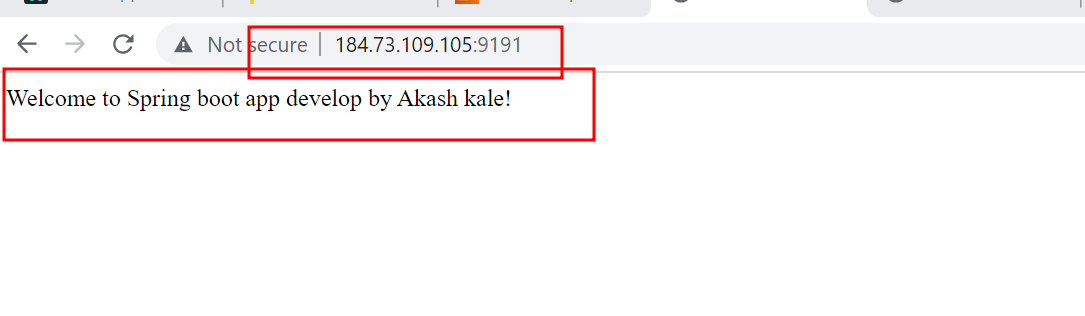 Not secure | 184.73.109.105:9191
Welcome to Spring boot app develop by Akash kale!